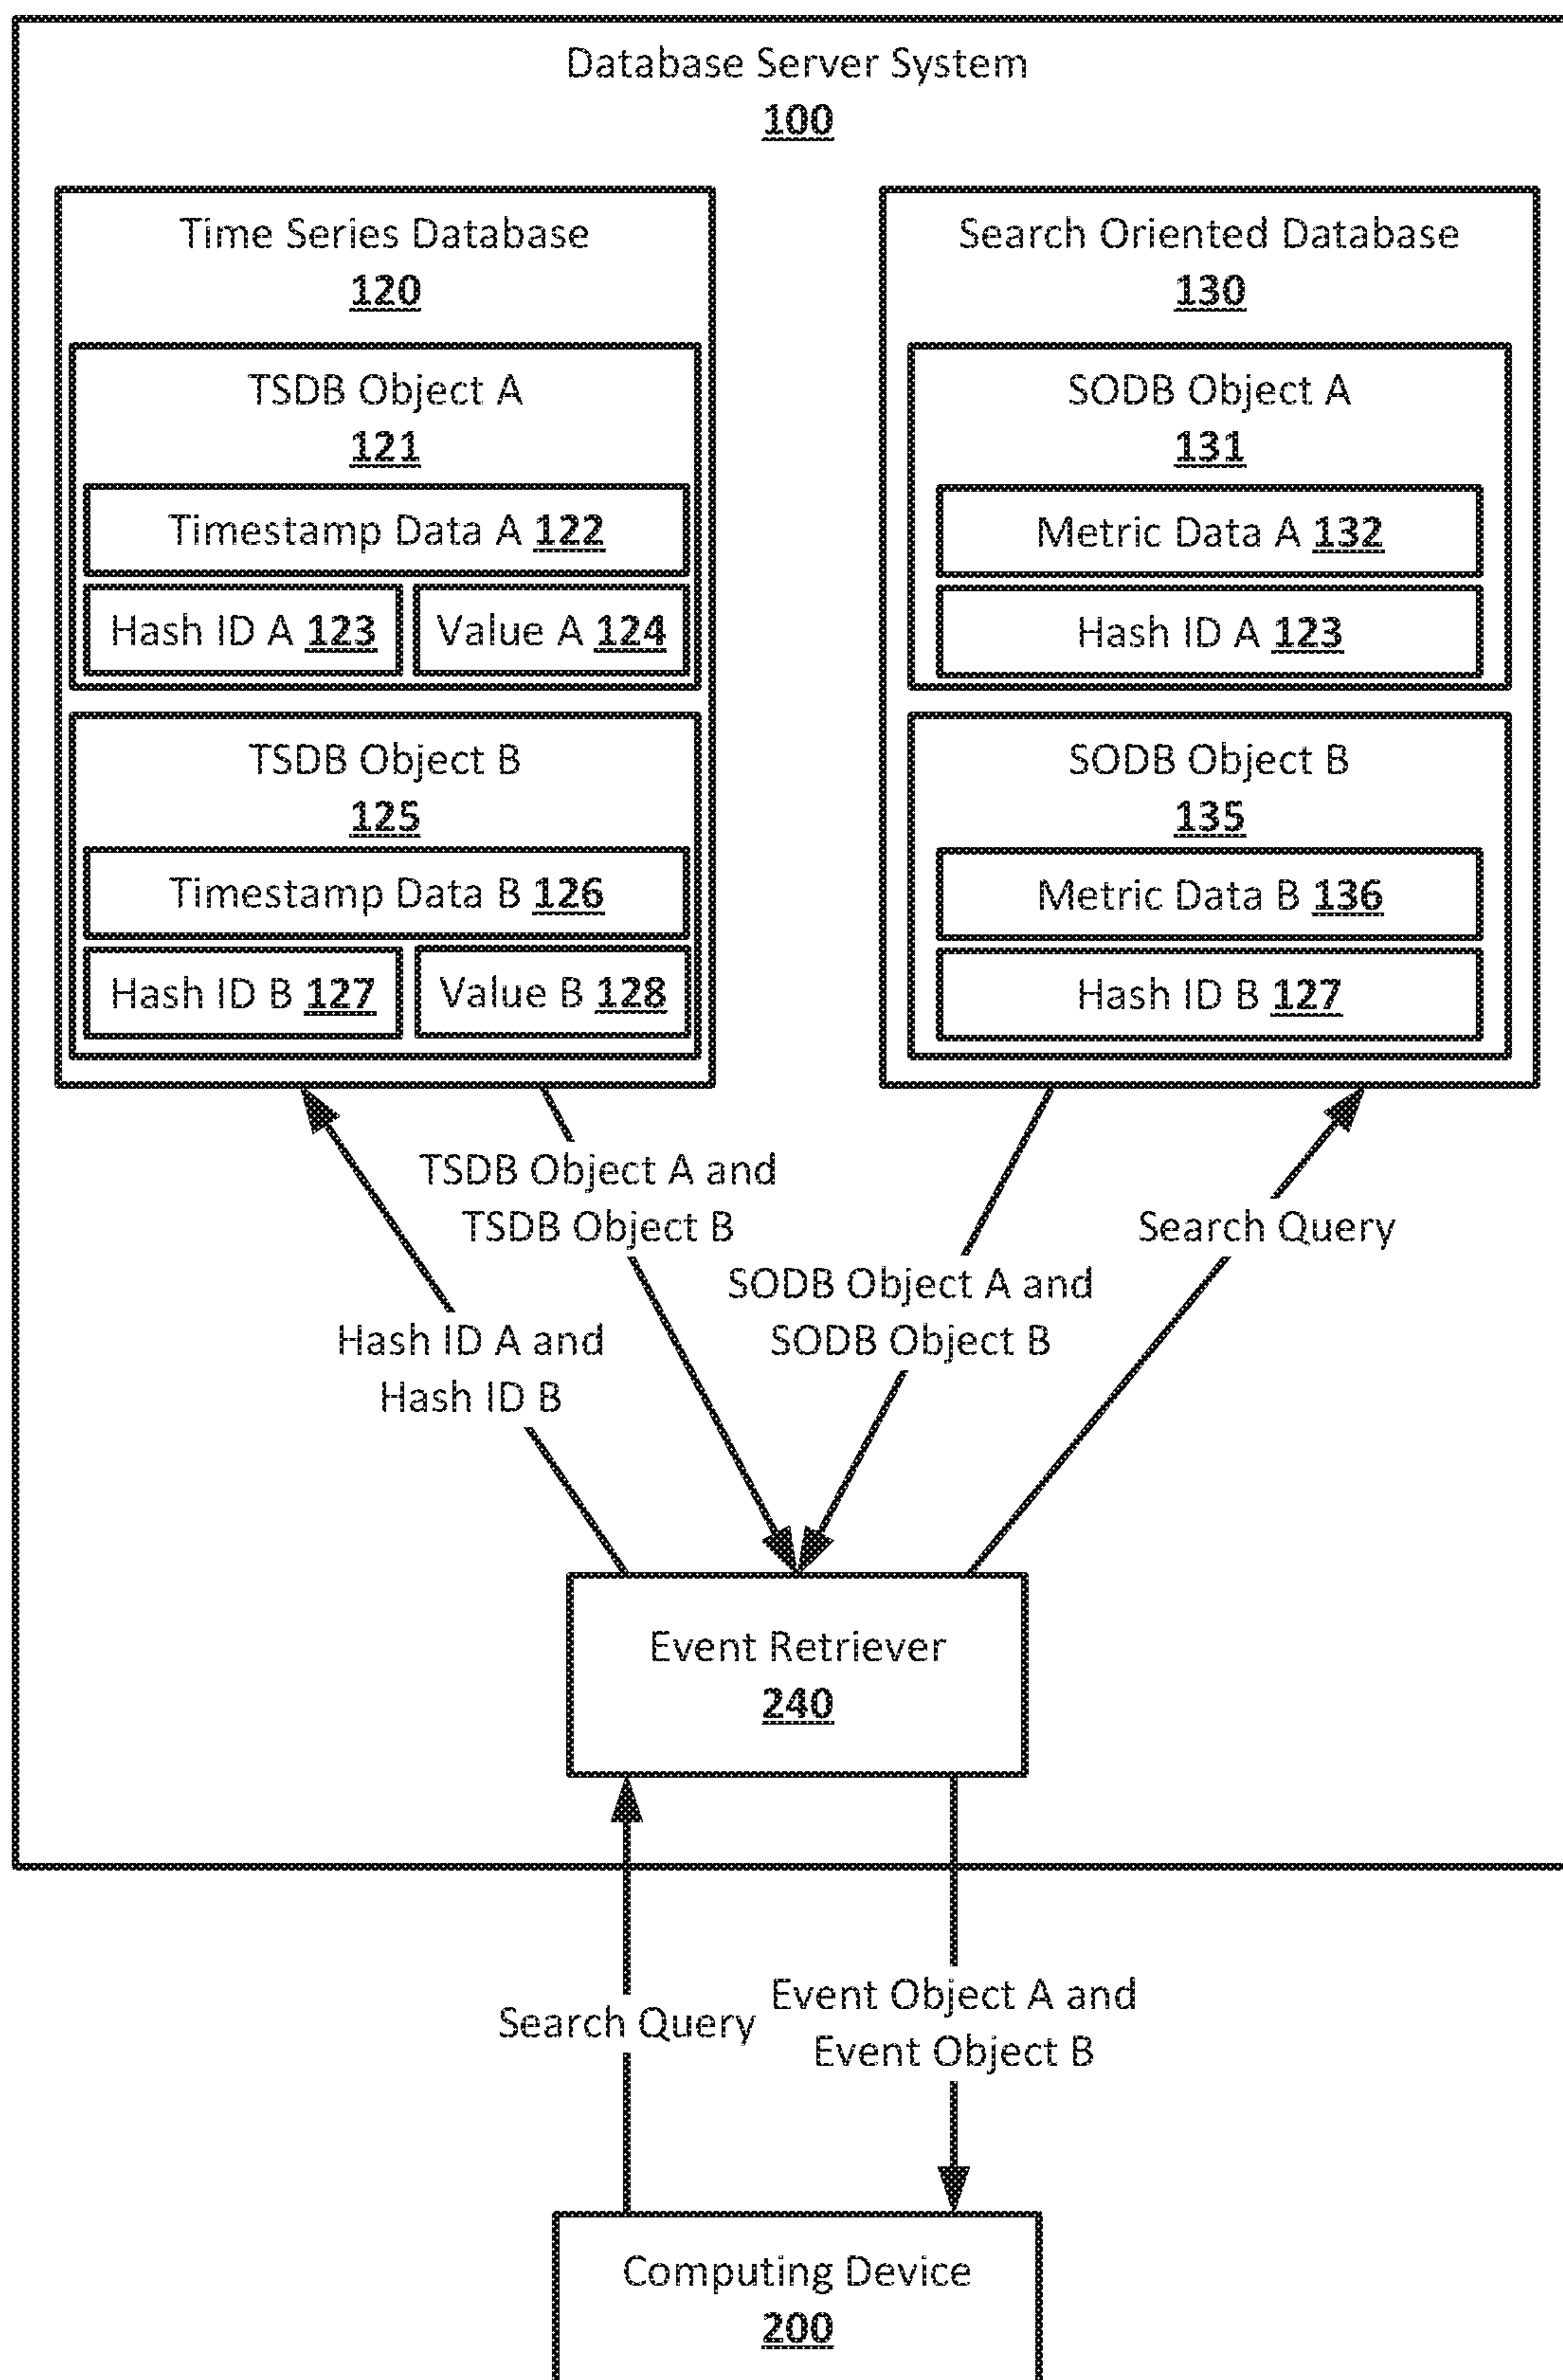 Database Server System
100
Time Series Database
120
TSDB Object A
121
Timestamp Data A 122
Hash ID A 123
Value A 124
TSDB Object B
125
Timestamp Data B 126
Hash ID B 127
Value B 128
Search Oriented Database
130
SODB Object A
131
Metric Data A 132
Hash ID A 123
SODB Object B
135
Metric Data B 136
Hash ID B 127
TSDB Object A and
TSDB Object B
Search Query
SODB Object A and
SODB Object B
Hash ID A and
Hash ID B
Event Retriever
240
Search Query
Event Object A and
Event Object B
Computing Device
200